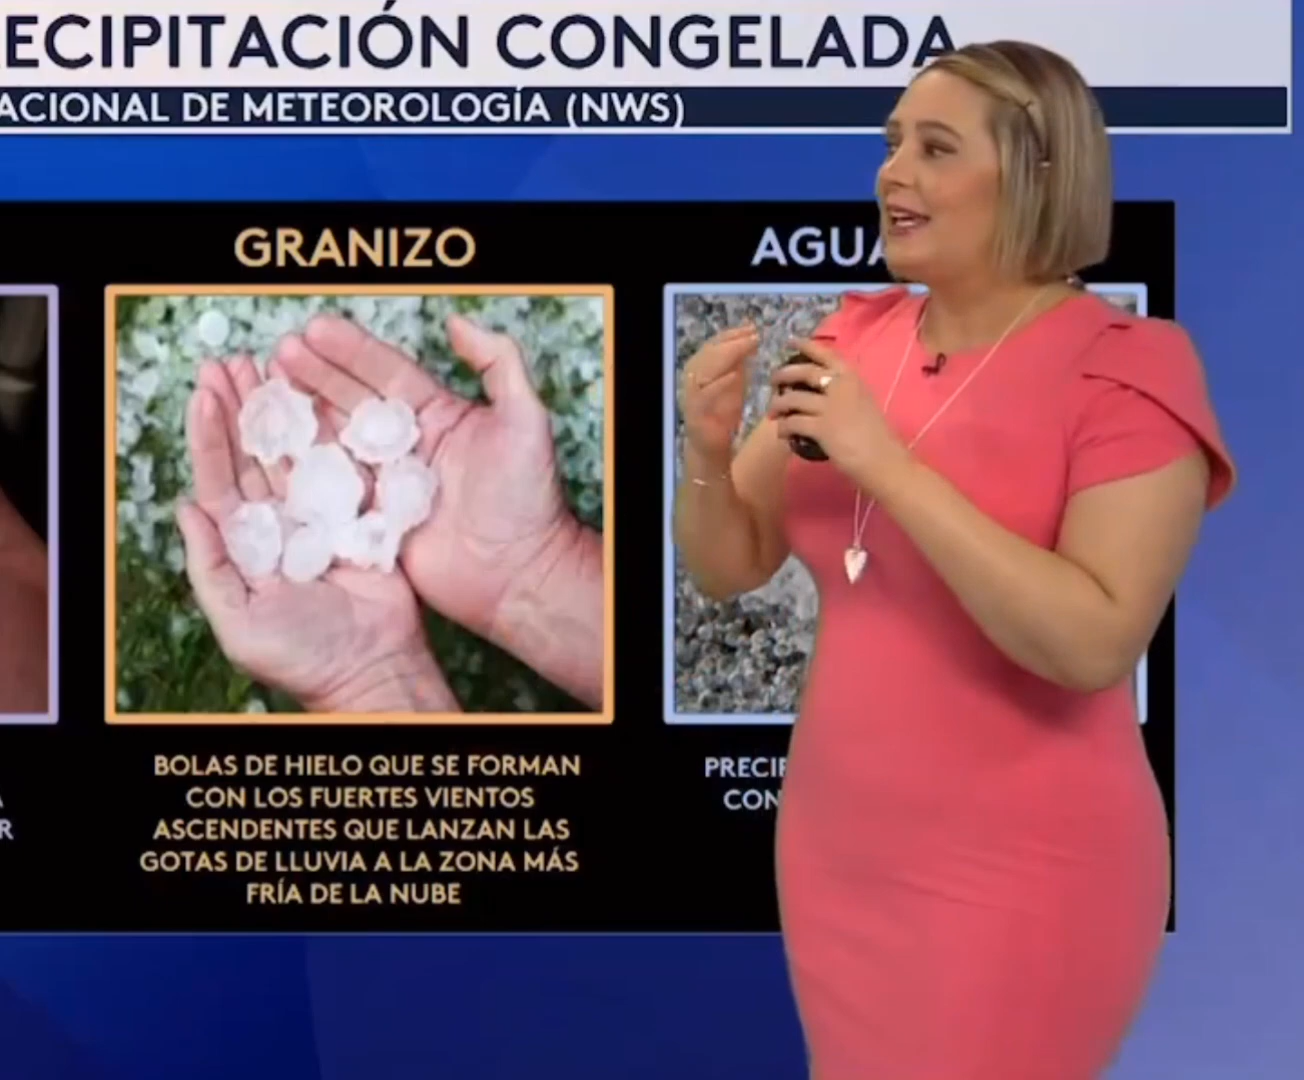 ECIPITACIÓN CONGELADA
ACIONAL DE METEOROLOGÍA (NWS)
GRANIZO
BOLAS DE HIELO QUE SE FORMAN
CON LOS FUERTES VIENTOS
ASCENDENTES QUE LANZAN LAS
GOTAS DE LLUVIA A LA ZONA MÁS
FRÍA DE LA NUBE
AGUA
PRECIP
CON